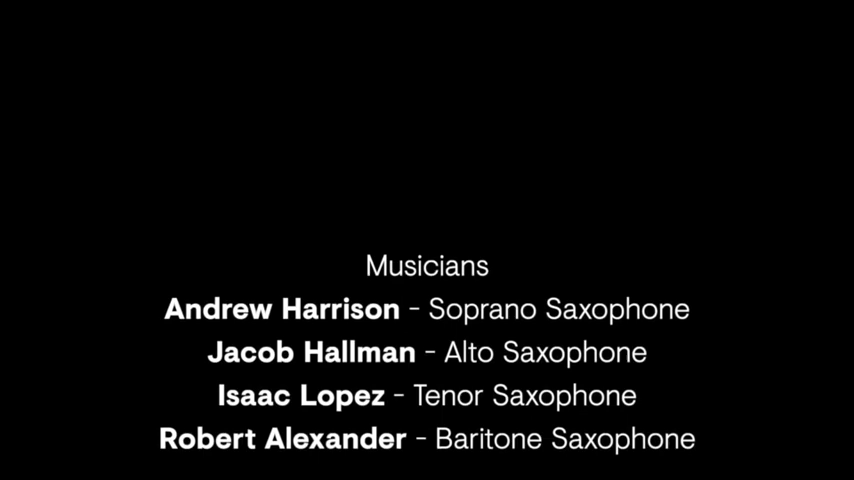 Musicians
Andrew Harrison - Soprano Saxophone
Jacob Hallman - Alto Saxophone
Isaac Lopez - Tenor Saxophone
Robert Alexander - Baritone Saxophone